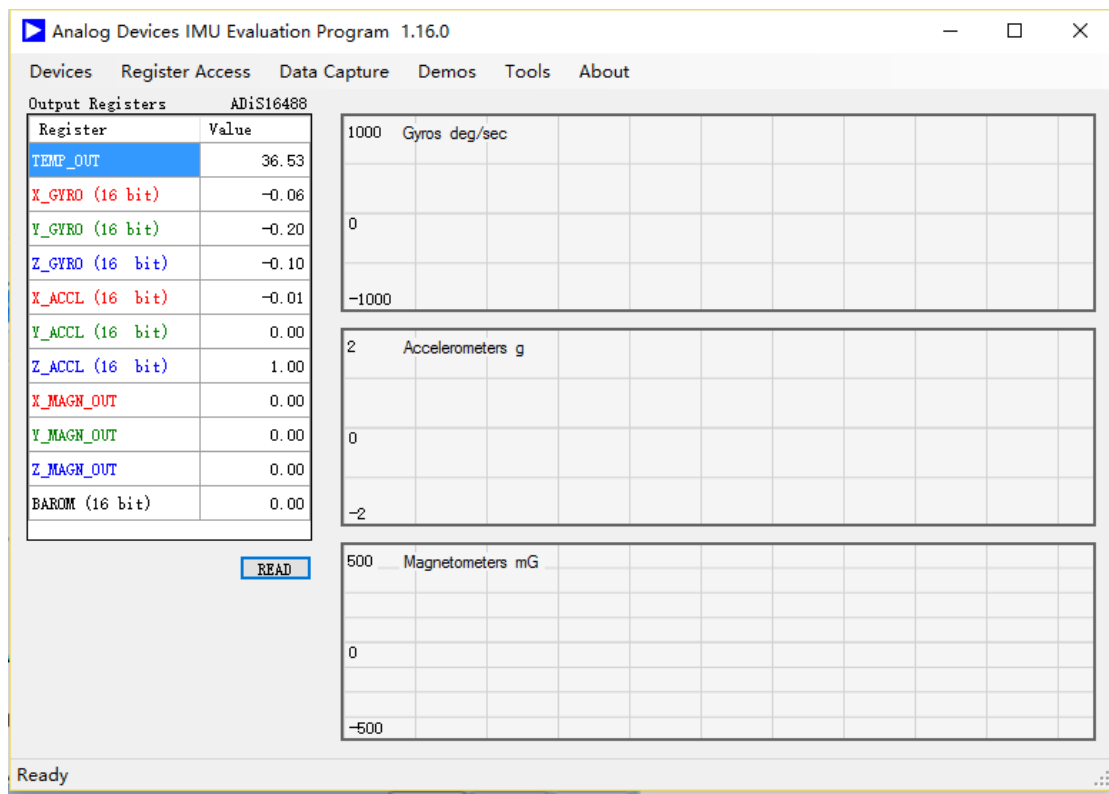 Analog Devices IMU Evaluation Program 1.16.0
Devices Register Access Data Capture Demos Tools About
Output Registers ADiS16488
Register Value
TEMP_OUT 36.53
X_GYRO (16 bit) -0.06
Y_GYRO (16 bit) -0.20
Z_GYRO (16 bit) -0.10
X_ACCL (16 bit) -0.01
Y_ACCL (16 bit) 0.00
Z_ACCL (16 bit) 1.00
X_MAGN_OUT 0.00
Y_MAGN_OUT 0.00
Z_MAGN_OUT 0.00
BAROM (16 bit) 0.00
READ
1000 Gyros deg/sec
0
-1000
2 Accelerometers g
0
-2
500 Magnetometers mG
0
-500
Ready